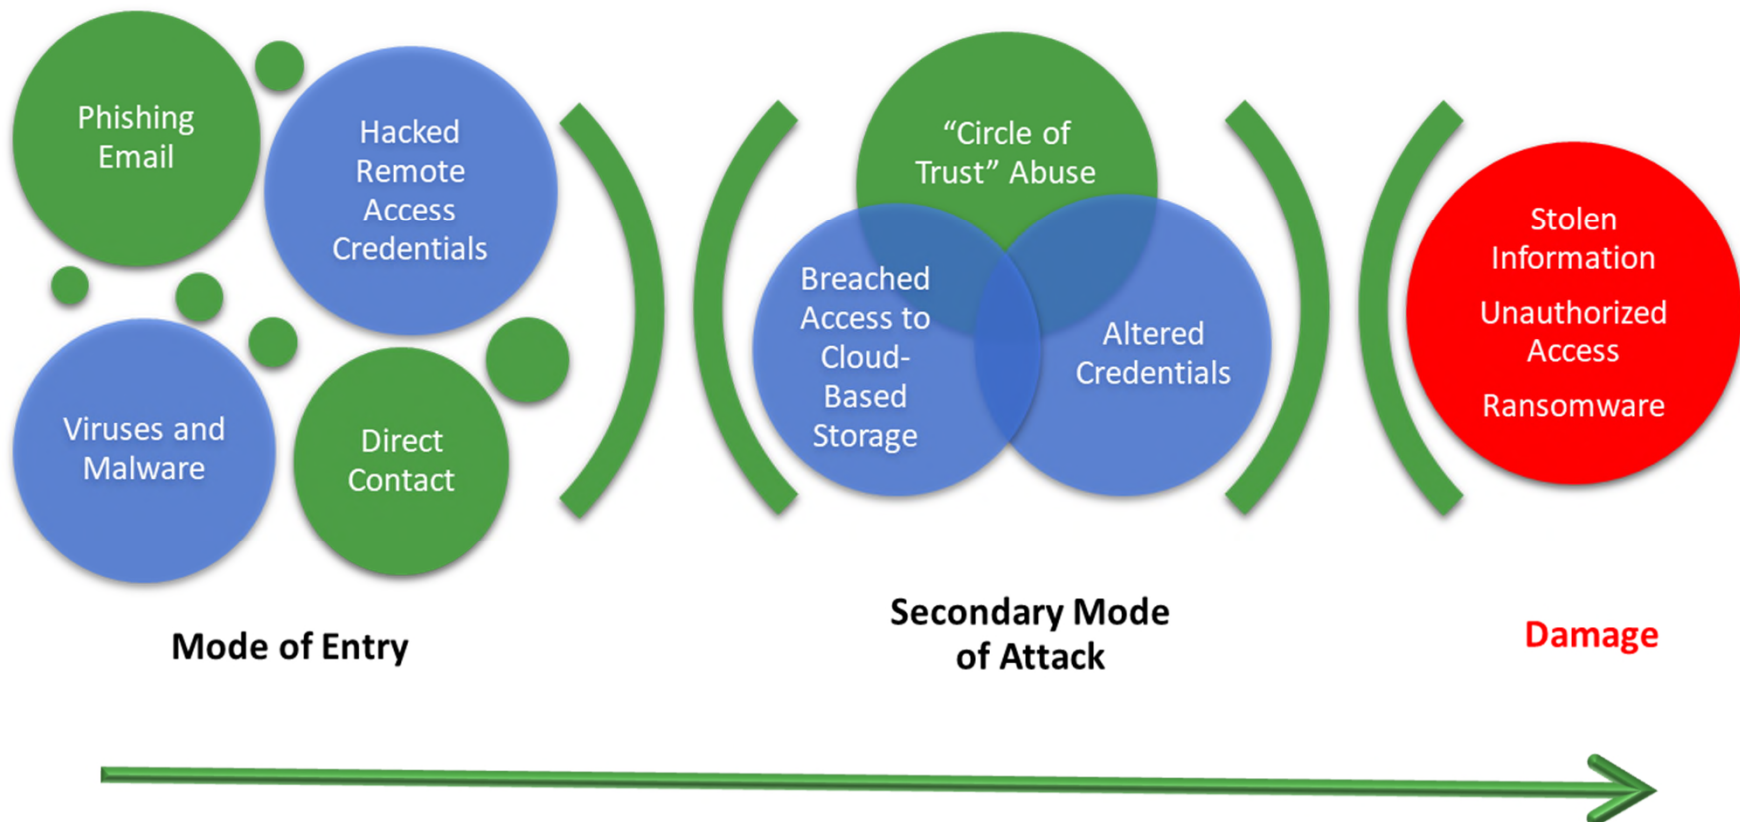 Phishing
Email
Hacked
Remote
Access
Credentials
Viruses and
Malware
Direct
Contact
Mode of Entry
“Circle of
Trust” Abuse
Breached
Access to
Cloud-
Based
Storage
Altered
Credentials
Secondary Mode
of Attack
Stolen
Information
Unauthorized
Access
Ransomware
Damage